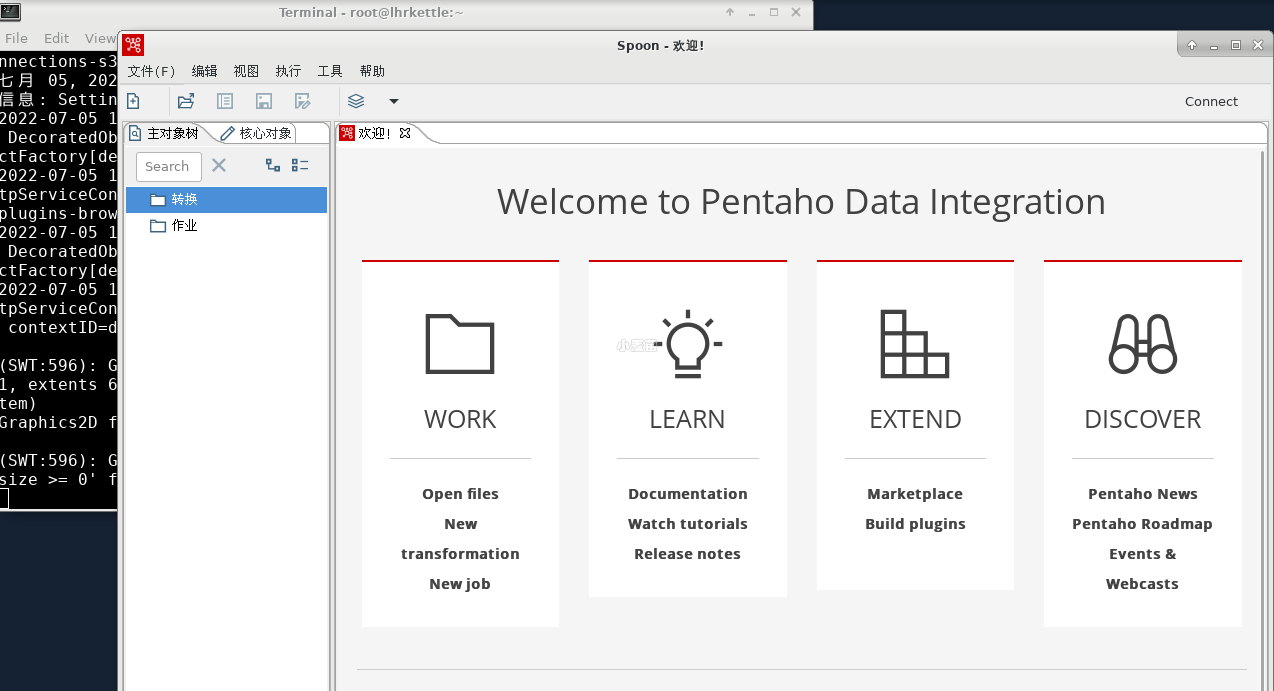 Terminal - root@lhrkettle:~
File Edit View
nnections-s3
七月 05, 202
信息: Settin
2022-07-05 1
DecoratedOb
ctFactory[de
2022-07-05 1
tpServiceCon
plugins-brow
2022-07-05 1
DecoratedOb
ctFactory[de
2022-07-05 1
tpServiceCon
contextID=d
(SWT:596): G
1, extents 6
tem)
Graphics2D f
(SWT:596): G
size >= 0' f
Spoon - 欢迎!
文件(F) 编辑 视图 执行 工具 帮助
Connect
主对象树 核心对象
Search
转换
作业
欢迎!
Welcome to Pentaho Data Integration
WORK
Open files
New
transformation
New job
LEARN
Documentation
Watch tutorials
Release notes
EXTEND
Marketplace
Build plugins
DISCOVER
Pentaho News
Pentaho Roadmap
Events &
Webcasts